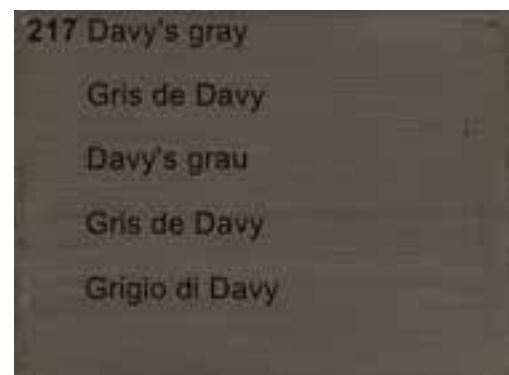 217 Davy's gray
Gris de Davy
Davy's grau
Gris de Davy
Grigio di Davy